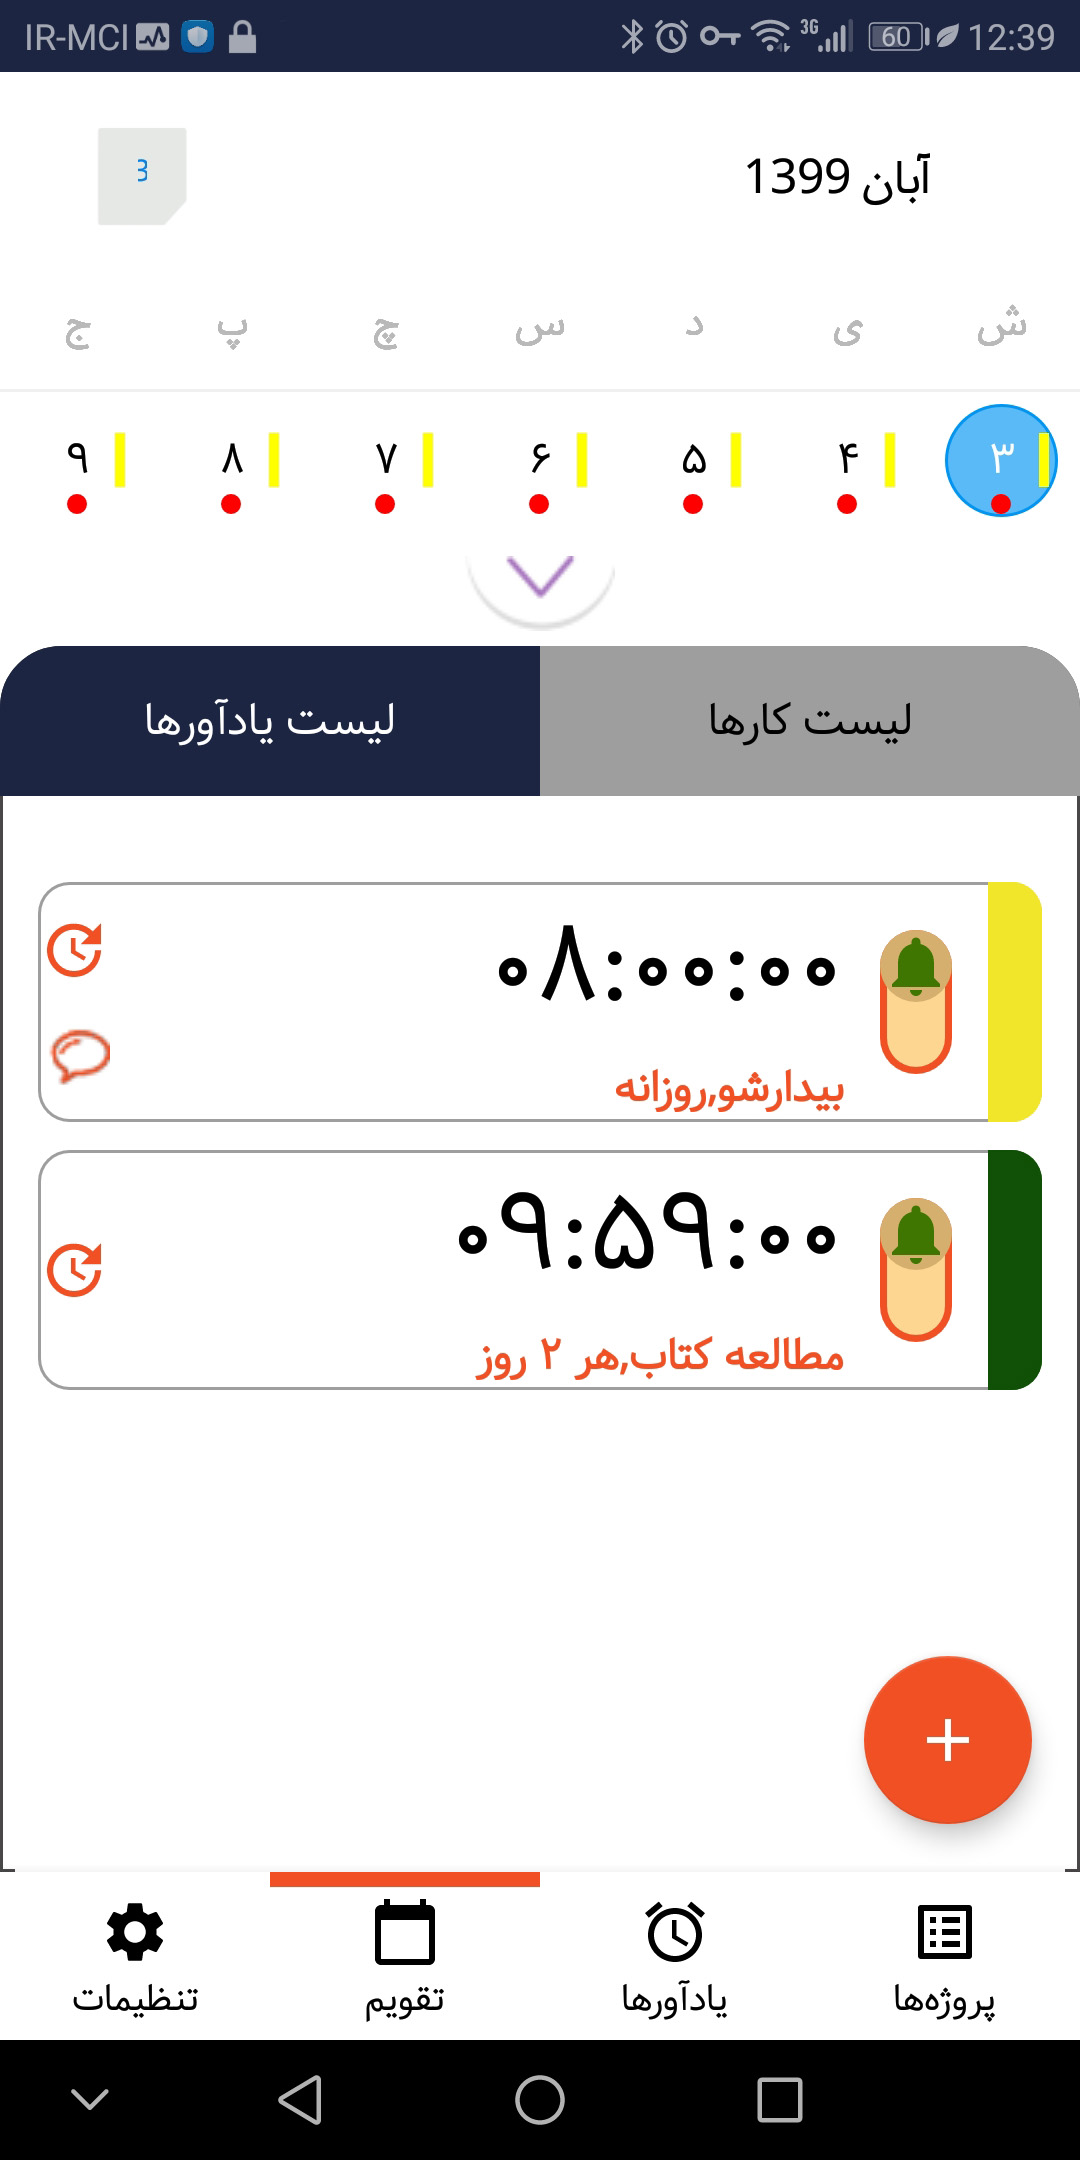 IR-MCI 3G 60 12:39
آبان 1399
3
ش ی د س چ پ ج
۳ ۴ ۵ ۶ ۷ ۸ ۹
لیست کارها
لیست یادآورها
۰۸:۰۰:۰۰
بیدارشو,روزانه
۰۹:۵۹:۰۰
مطالعه کتاب,هر ۲ روز
پروژه‌ها
یادآورها
تقویم
تنظیمات